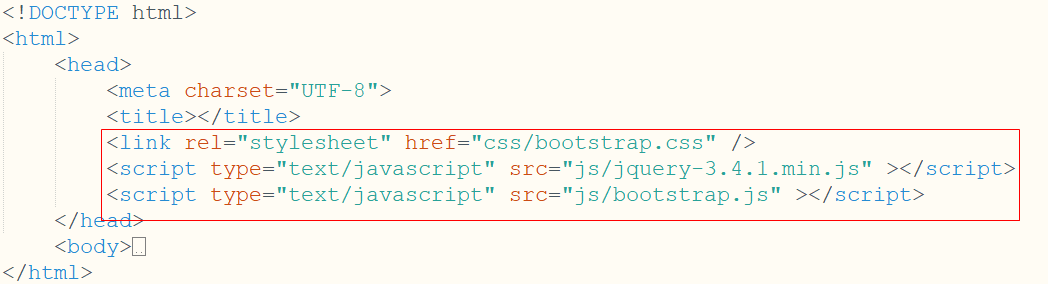 <!DOCTYPE html>
<html>
<head>
<meta charset="UTF-8">
<title></title>
<link rel="stylesheet" href="css/bootstrap.css" />
<script type="text/javascript" src="js/jquery-3.4.1.min.js" ></script>
<script type="text/javascript" src="js/bootstrap.js" ></script>
</head>
<body>..
</html>